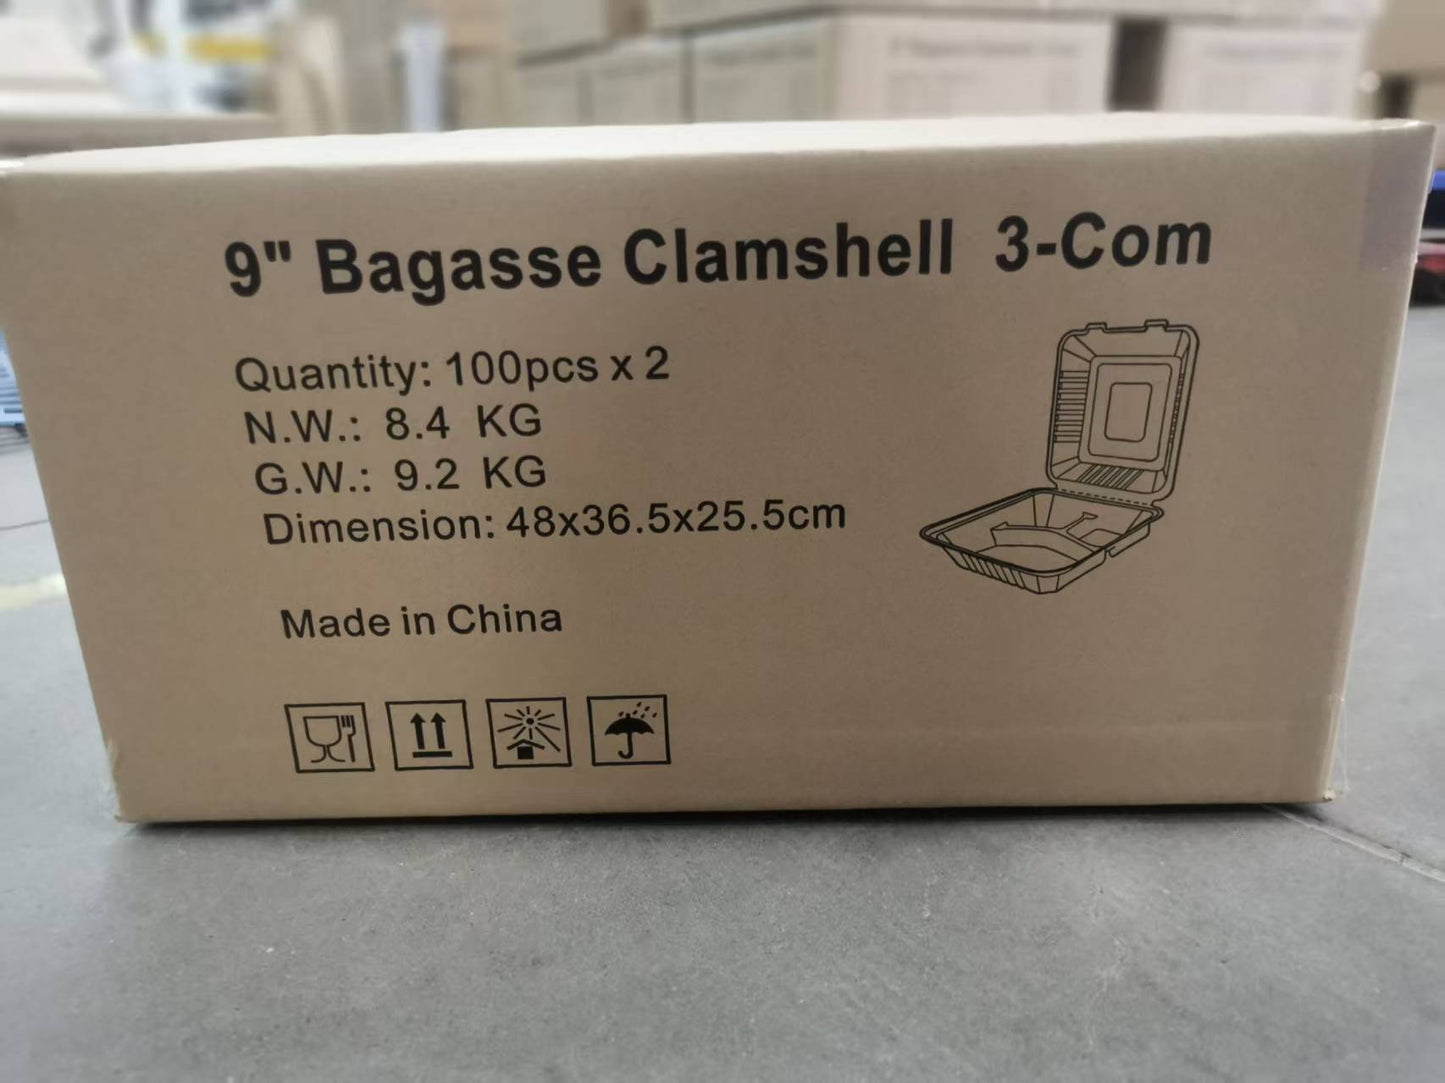 9" Bagasse Clamshell 3-Com
Quantity: 100pcs x 2
N.W.: 8.4 KG
G.W.: 9.2 KG
Dimension: 48x36.5x25.5cm
Made in China